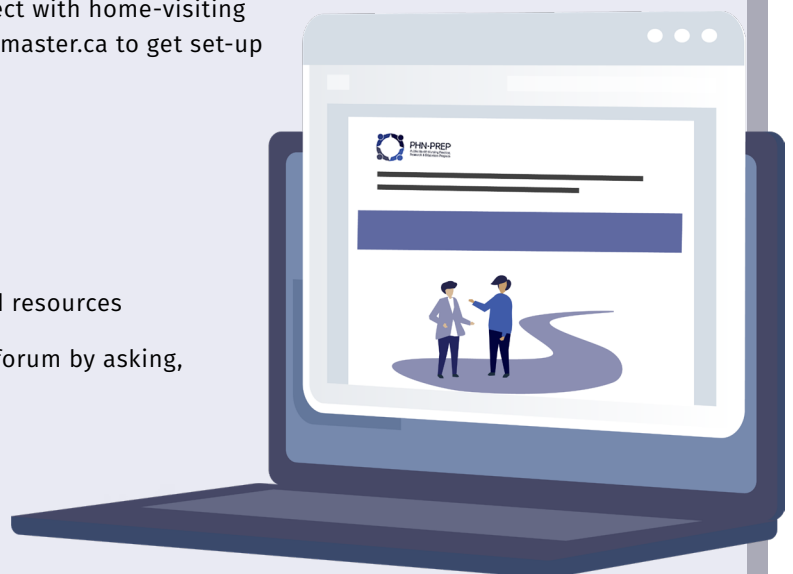 ect with home-visiting
master.ca to get set-up
PHN-PREP
d resources
forum by asking,